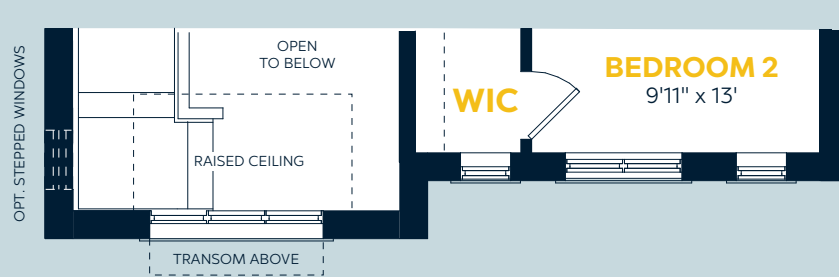 OPT. STEPPED WINDOWS
OPEN
TO BELOW
RAISED CEILING
TRANSOM ABOVE
WIC
BEDROOM 2
9'11" x 13'